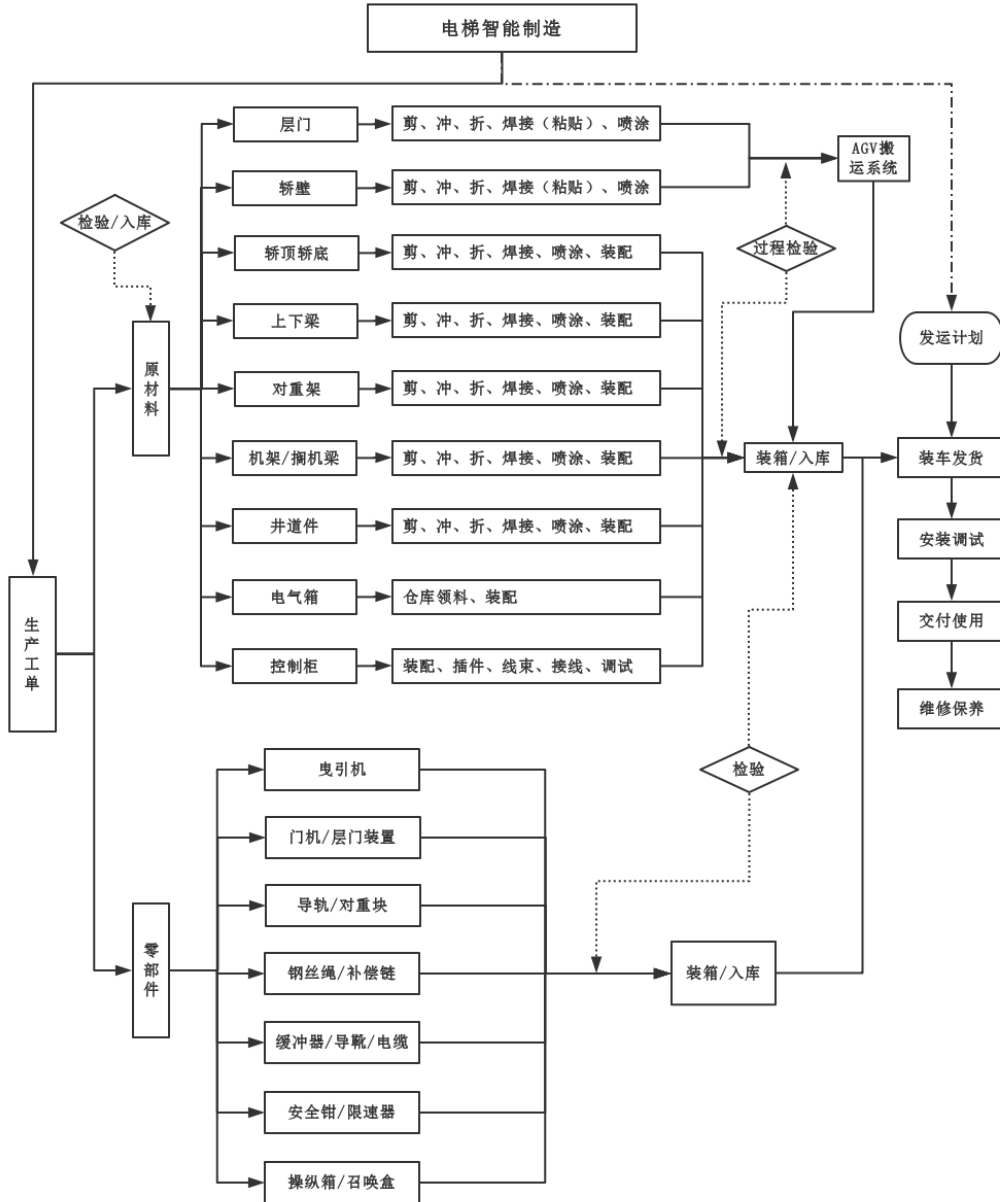 电梯智能制造
层门
剪、冲、折、焊接（粘贴）、喷涂
AGV搬
运系统
轿壁
剪、冲、折、焊接（粘贴）、喷涂
检验/入库
轿顶轿底
剪、冲、折、焊接、喷涂、装配
过程检验
上下梁
剪、冲、折、焊接、喷涂、装配
发运计划
原材料
对重架
剪、冲、折、焊接、喷涂、装配
机架/搁机梁
剪、冲、折、焊接、喷涂、装配
装箱/入库
装车发货
井道件
剪、冲、折、焊接、喷涂、装配
安装调试
电气箱
仓库领料、装配
交付使用
生产工单
控制柜
装配、插件、线束、接线、调试
维修保养
曳引机
检验
门机/层门装置
导轨/对重块
零部件
钢丝绳/补偿链
装箱/入库
缓冲器/导靴/电缆
安全钳/限速器
操纵箱/召唤盒